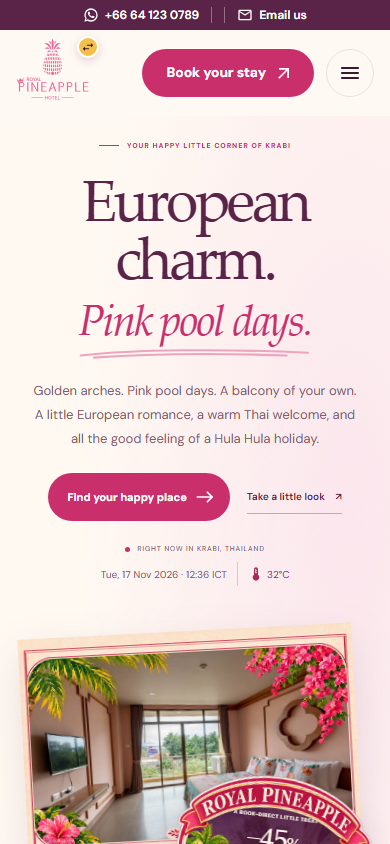 +66 64 123 0789
Email us
ROYAL
PINEAPPLE
HOTEL
Book your stay
YOUR HAPPY LITTLE CORNER OF KRABI
European
charm.
Pink pool days.
Golden arches. Pink pool days. A balcony of your own.
A little European romance, a warm Thai welcome, and
all the good feeling of a Hula Hula holiday.
Find your happy place
Take a little look
RIGHT NOW IN KRABI, THAILAND
Tue, 17 Nov 2026 · 12:36 ICT
32°C
ROYAL PINEAPPLE
A BOOK-DIRECT LITTLE TREAT
–45%